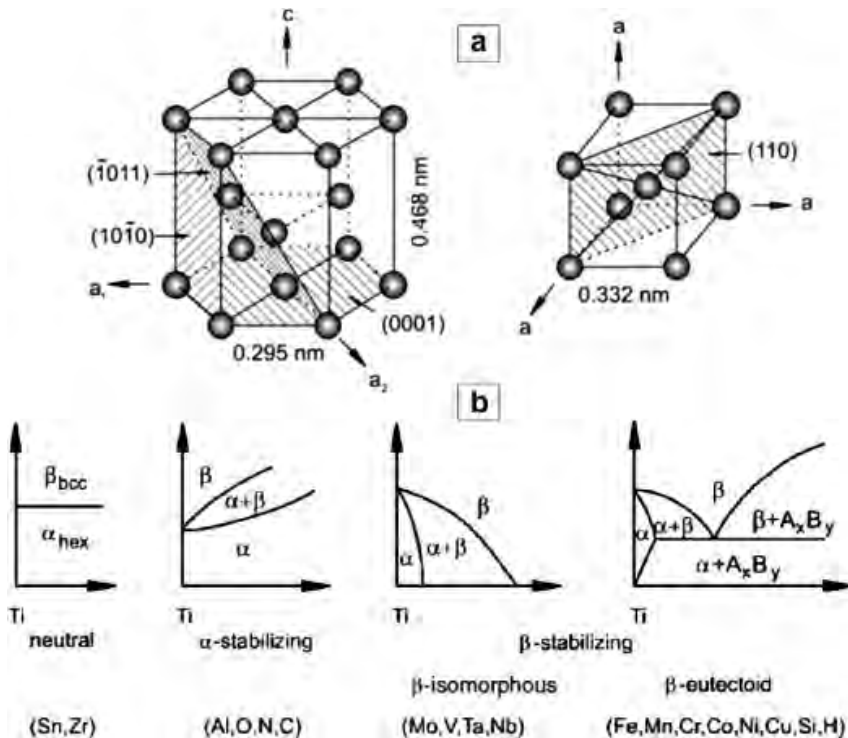 c
a
a
(1̄011)
(101̄0)
0.468 nm
(110)
a
a₁
0.332 nm
(0001)
a
0.295 nm
a₂
b
β_bcc
α_hex
Ti
neutral
(Sn,Zr)
β
α+β
α
Ti
α-stabilizing
(Al,O,N,C)
β
α
α+β
Ti
β-stabilizing
β-isomorphous
(Mo,V,Ta,Nb)
β
α
α+β
β+AₓB_y
α+AₓB_y
Ti
β-eutectoid
(Fe,Mn,Cr,Co,Ni,Cu,Si,H)